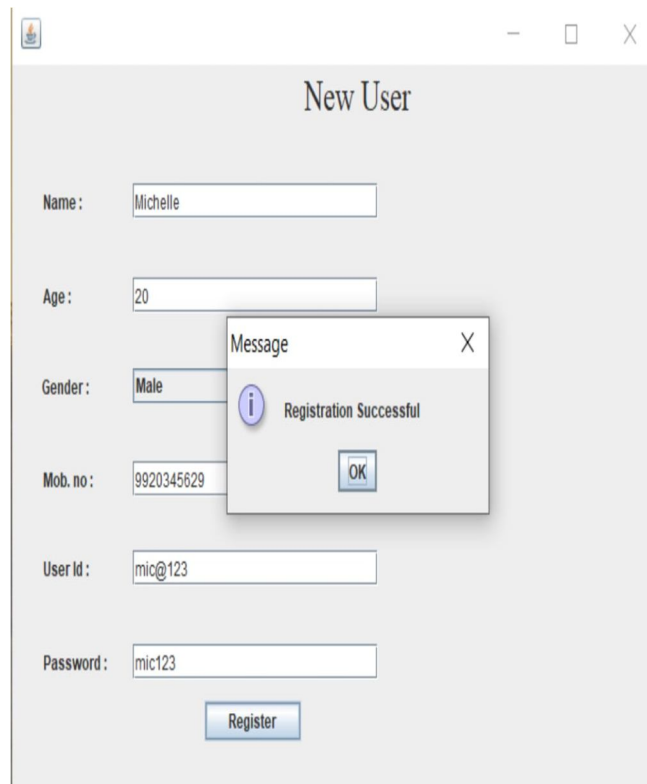 New User
Name :
Michelle
Age :
20
Message
Gender :
Male
Registration Successful
OK
Mob. no :
9920345629
User Id :
mic@123
Password :
mic123
Register